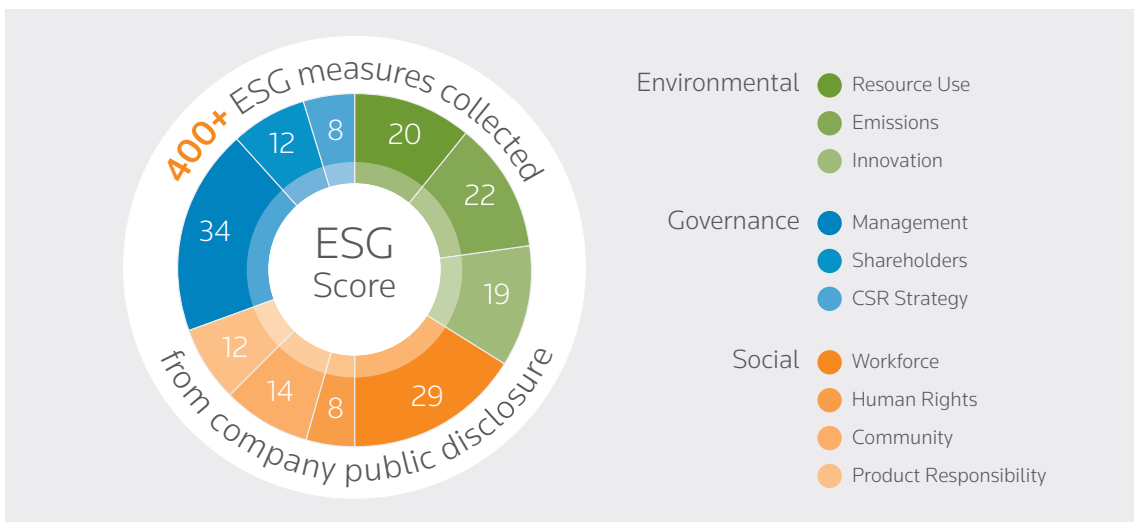 400+ ESG measures collected
from company public disclosure
ESG
Score
20
22
19
29
8
14
12
34
12
8
Environmental
Resource Use
Emissions
Innovation
Governance
Management
Shareholders
CSR Strategy
Social
Workforce
Human Rights
Community
Product Responsibility